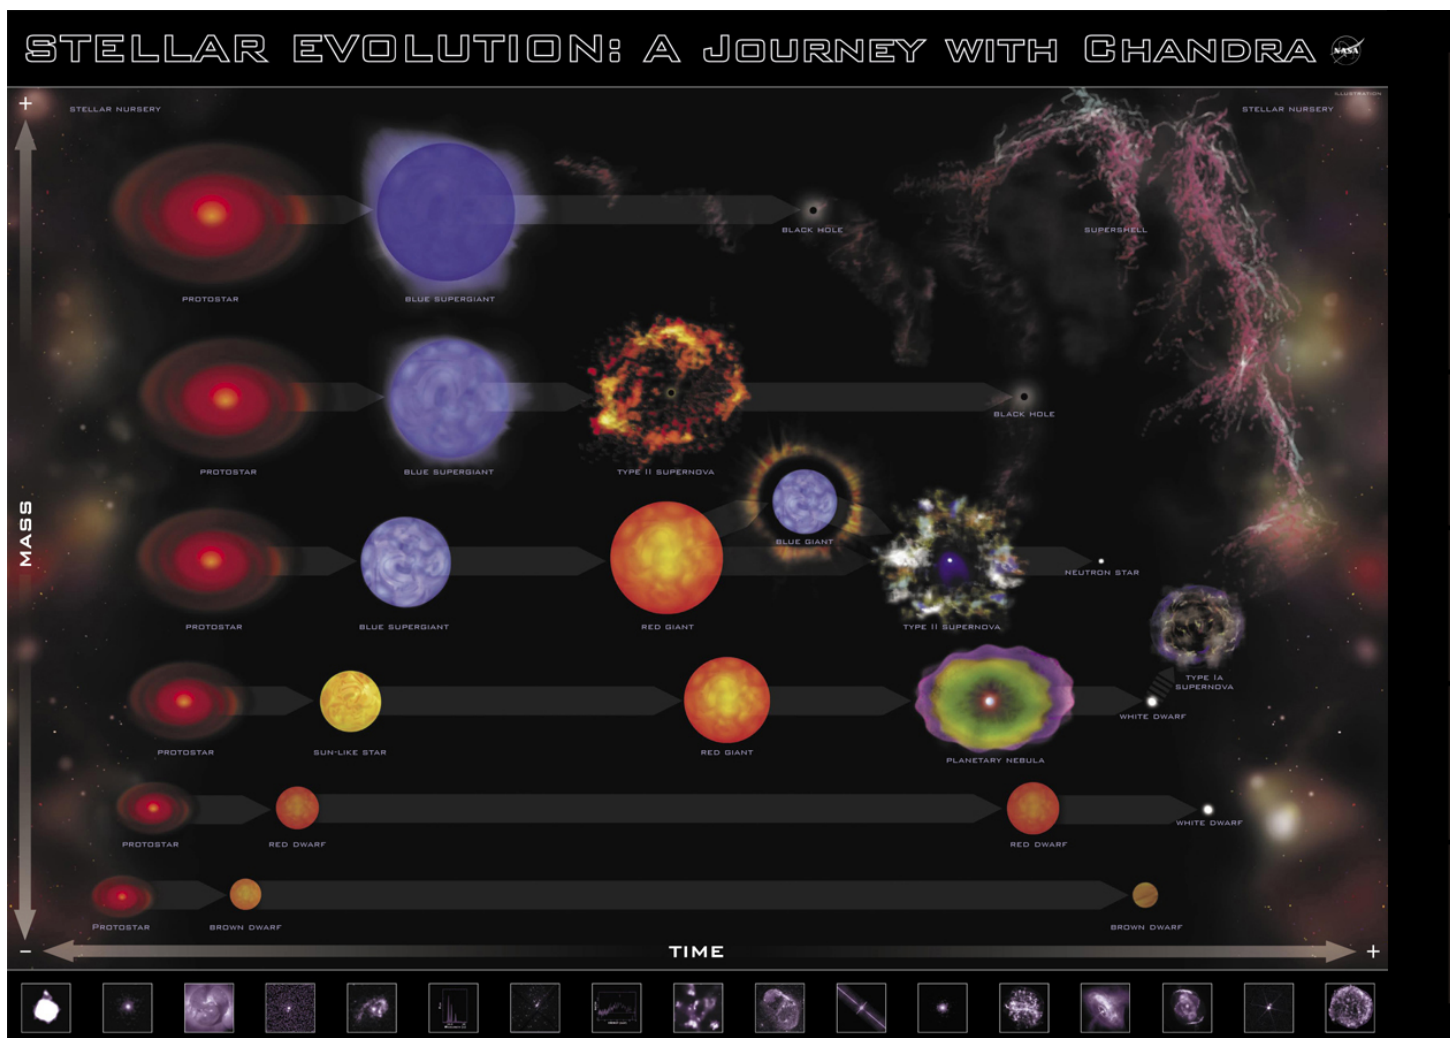 STELLAR EVOLUTION: A JOURNEY WITH CHANDRA NASA
ILLUSTRATION
+ STELLAR NURSERY STELLAR NURSERY
BLACK HOLE SUPERSHELL
PROTOSTAR BLUE SUPERGIANT
BLACK HOLE
PROTOSTAR BLUE SUPERGIANT TYPE II SUPERNOVA
MASS
BLUE GIANT
NEUTRON STAR
PROTOSTAR BLUE SUPERGIANT RED GIANT TYPE II SUPERNOVA
TYPE IA
SUPERNOVA
WHITE DWARF
PROTOSTAR SUN-LIKE STAR RED GIANT PLANETARY NEBULA
WHITE DWARF
PROTOSTAR RED DWARF RED DWARF
PROTOSTAR BROWN DWARF BROWN DWARF
- TIME +